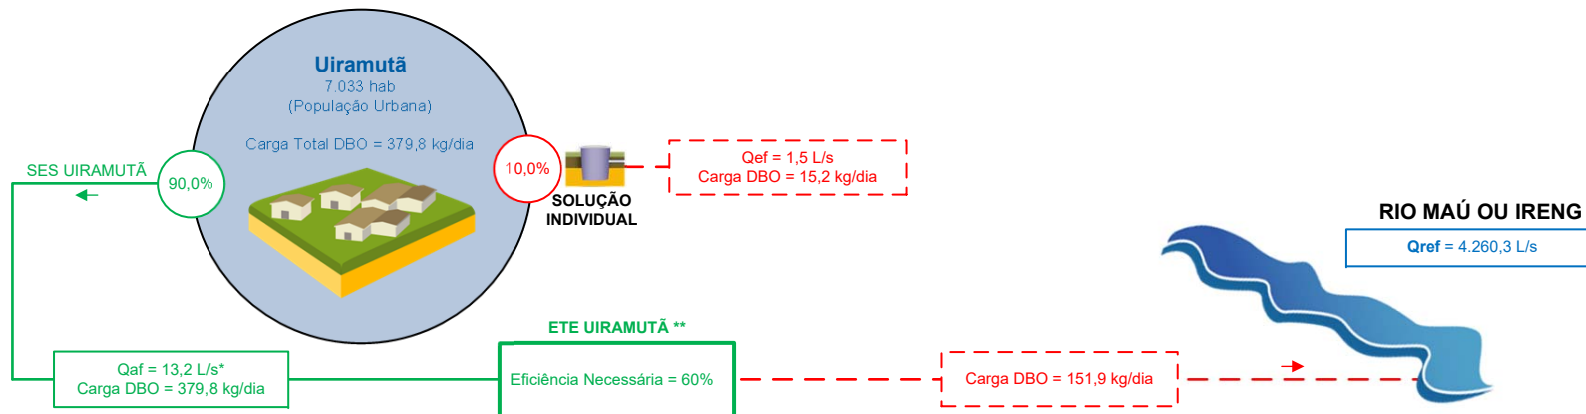 Uiramutã
7.033 hab
(População Urbana)
Carga Total DBO = 379,8 kg/dia
SES UIRAMUTÃ
90,0%
10,0%
SOLUÇÃO
INDIVIDUAL
Qef = 1,5 L/s
Carga DBO = 15,2 kg/dia
RIO MAÚ OU IRENG
Qref = 4.260,3 L/s
ETE UIRAMUTÃ **
Qaf = 13,2 L/s*
Carga DBO = 379,8 kg/dia
Eficiência Necessária = 60%
Carga DBO = 151,9 kg/dia